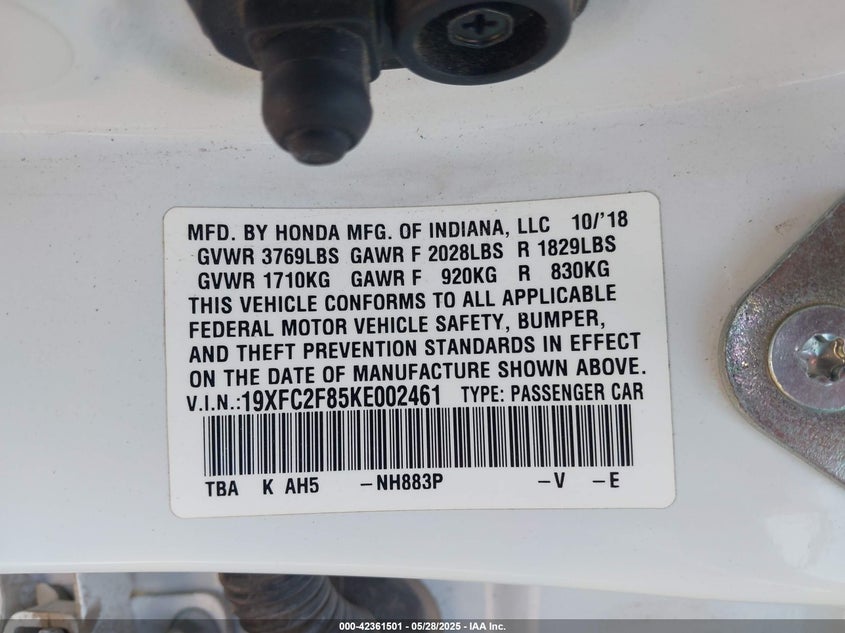 MFD. BY HONDA MFG. OF INDIANA, LLC 10/'18
GVWR 3769LBS GAWR F 2028LBS R 1829LBS
GVWR 1710KG GAWR F 920KG R 830KG
THIS VEHICLE CONFORMS TO ALL APPLICABLE
FEDERAL MOTOR VEHICLE SAFETY, BUMPER,
AND THEFT PREVENTION STANDARDS IN EFFECT
ON THE DATE OF MANUFACTURE SHOWN ABOVE.
V.I.N.:19XFC2F85KE002461 TYPE: PASSENGER CAR
TBA K AH5 -NH883P -V -E
000-42361501 — 05/28/2025 — IAA Inc.